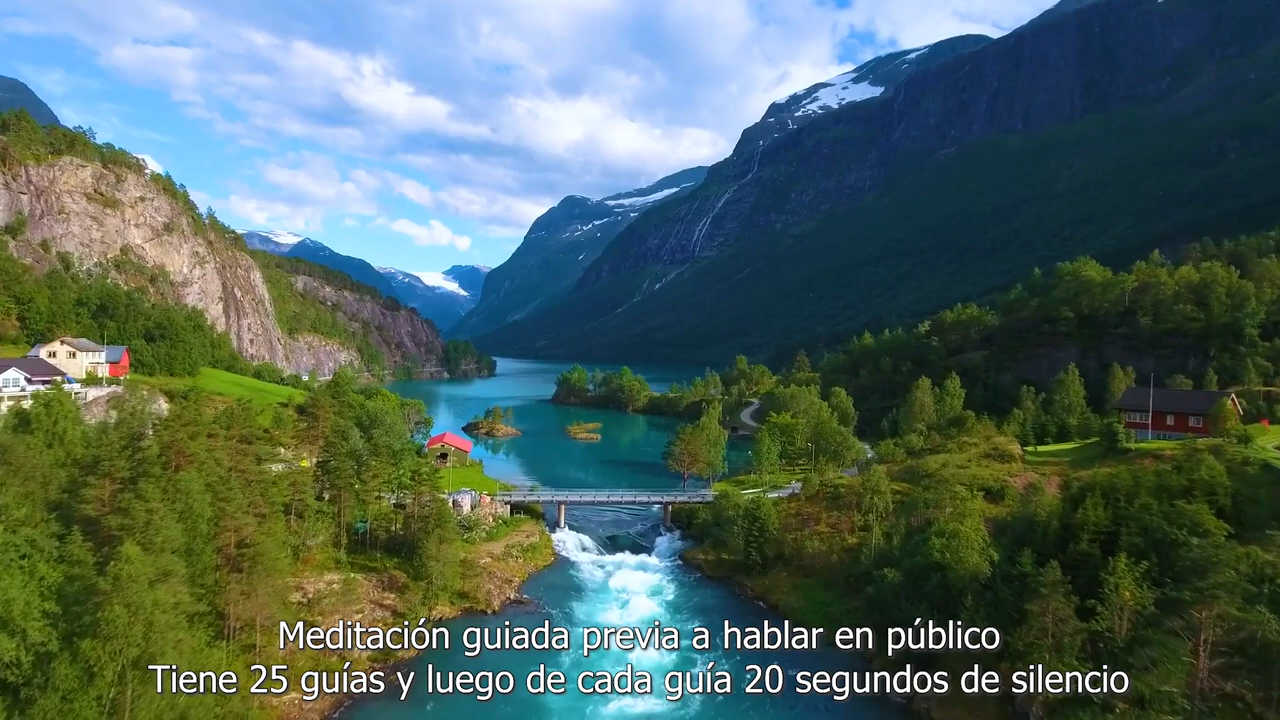 Meditación guiada previa a hablar en público
Tiene 25 guías y luego de cada guía 20 segundos de silencio